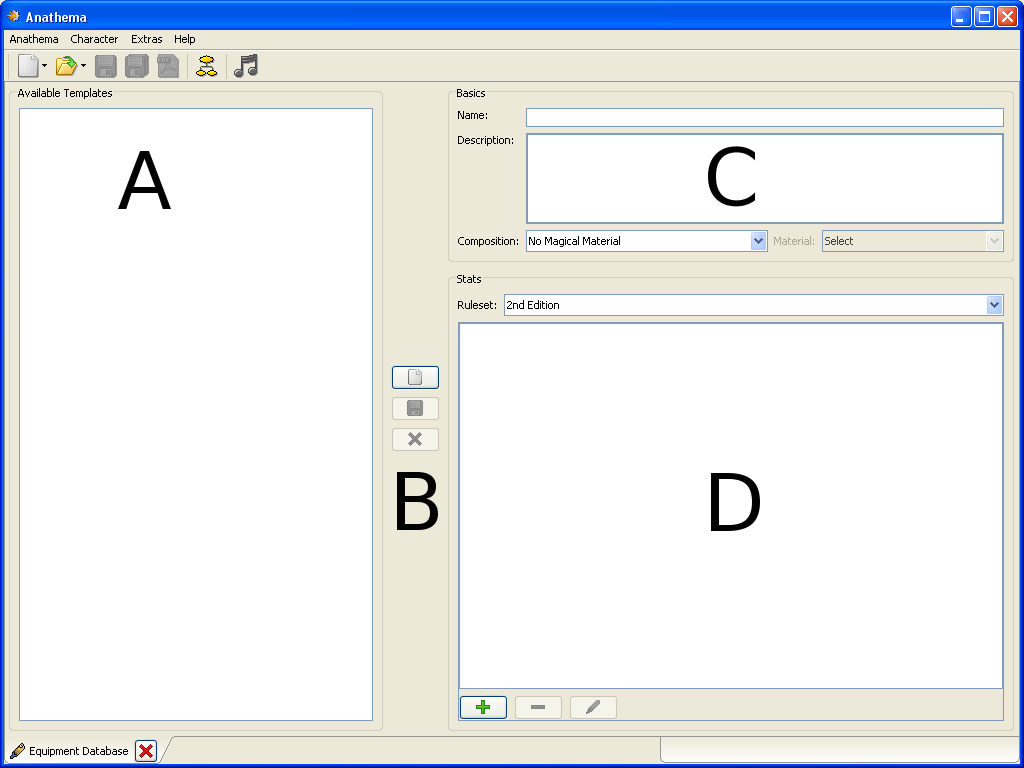 Anathema
Anathema Character Extras Help
Available Templates
A
B
Basics
Name:
Description:
C
Composition: No Magical Material Material: Select
Stats
Ruleset: 2nd Edition
D
Equipment Database